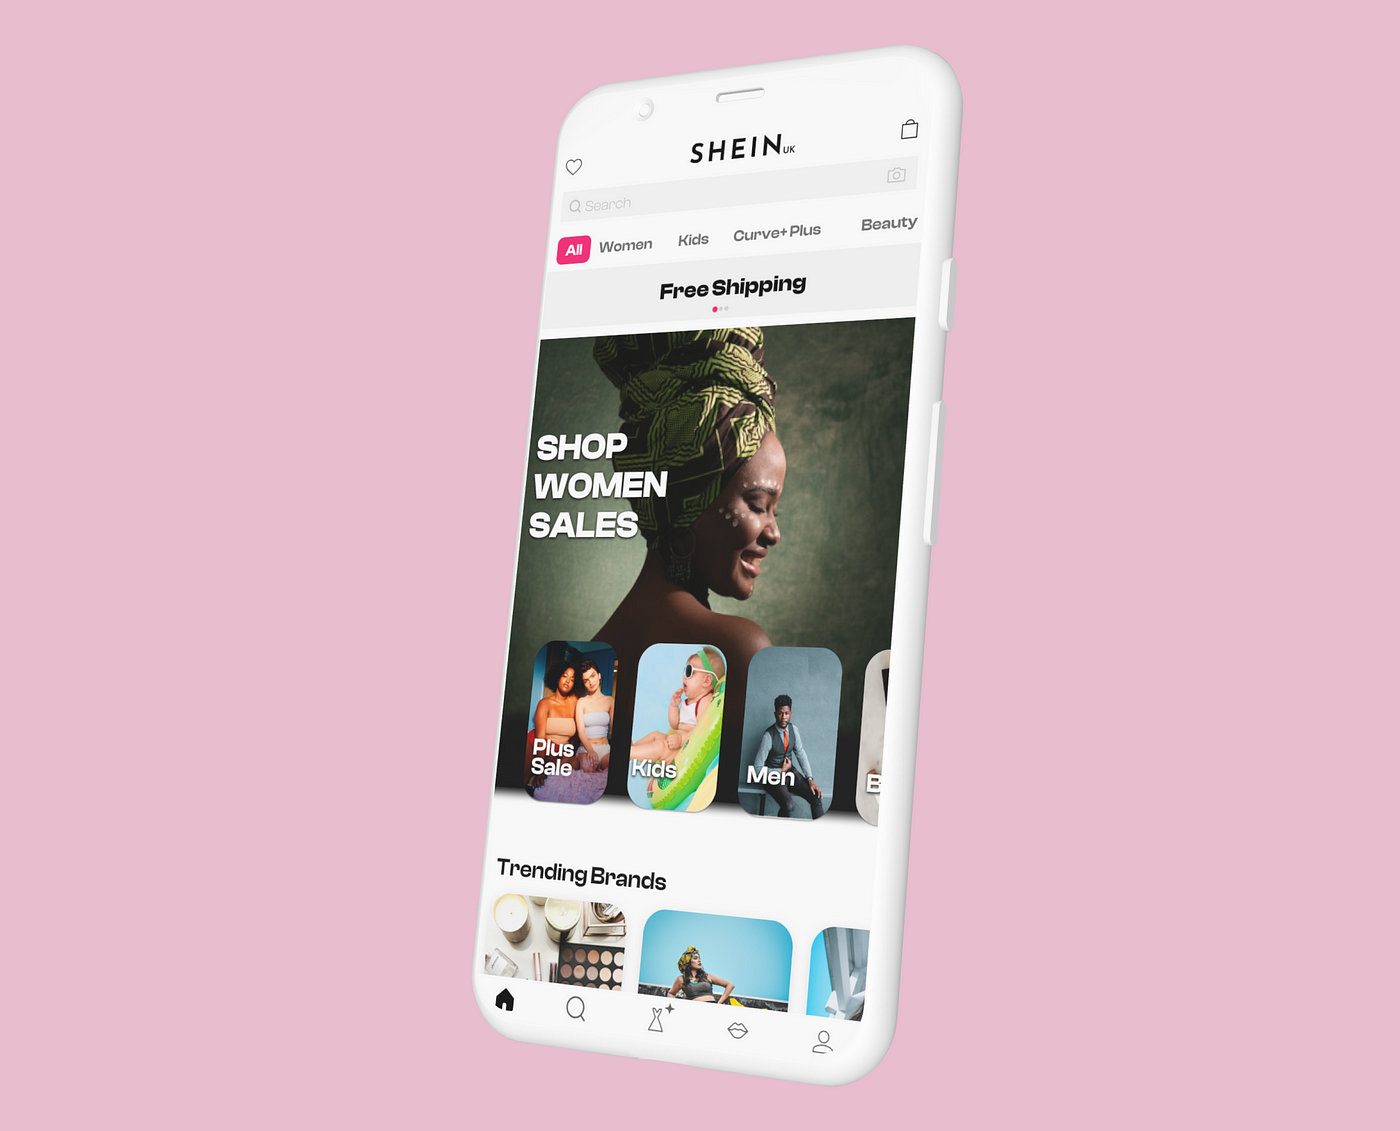 SHEIN UK
Search
All Women Kids Curve+ Plus Beauty
Free Shipping
SHOP
WOMEN
SALES
Plus
Sale
Kids
Men
B
Trending Brands